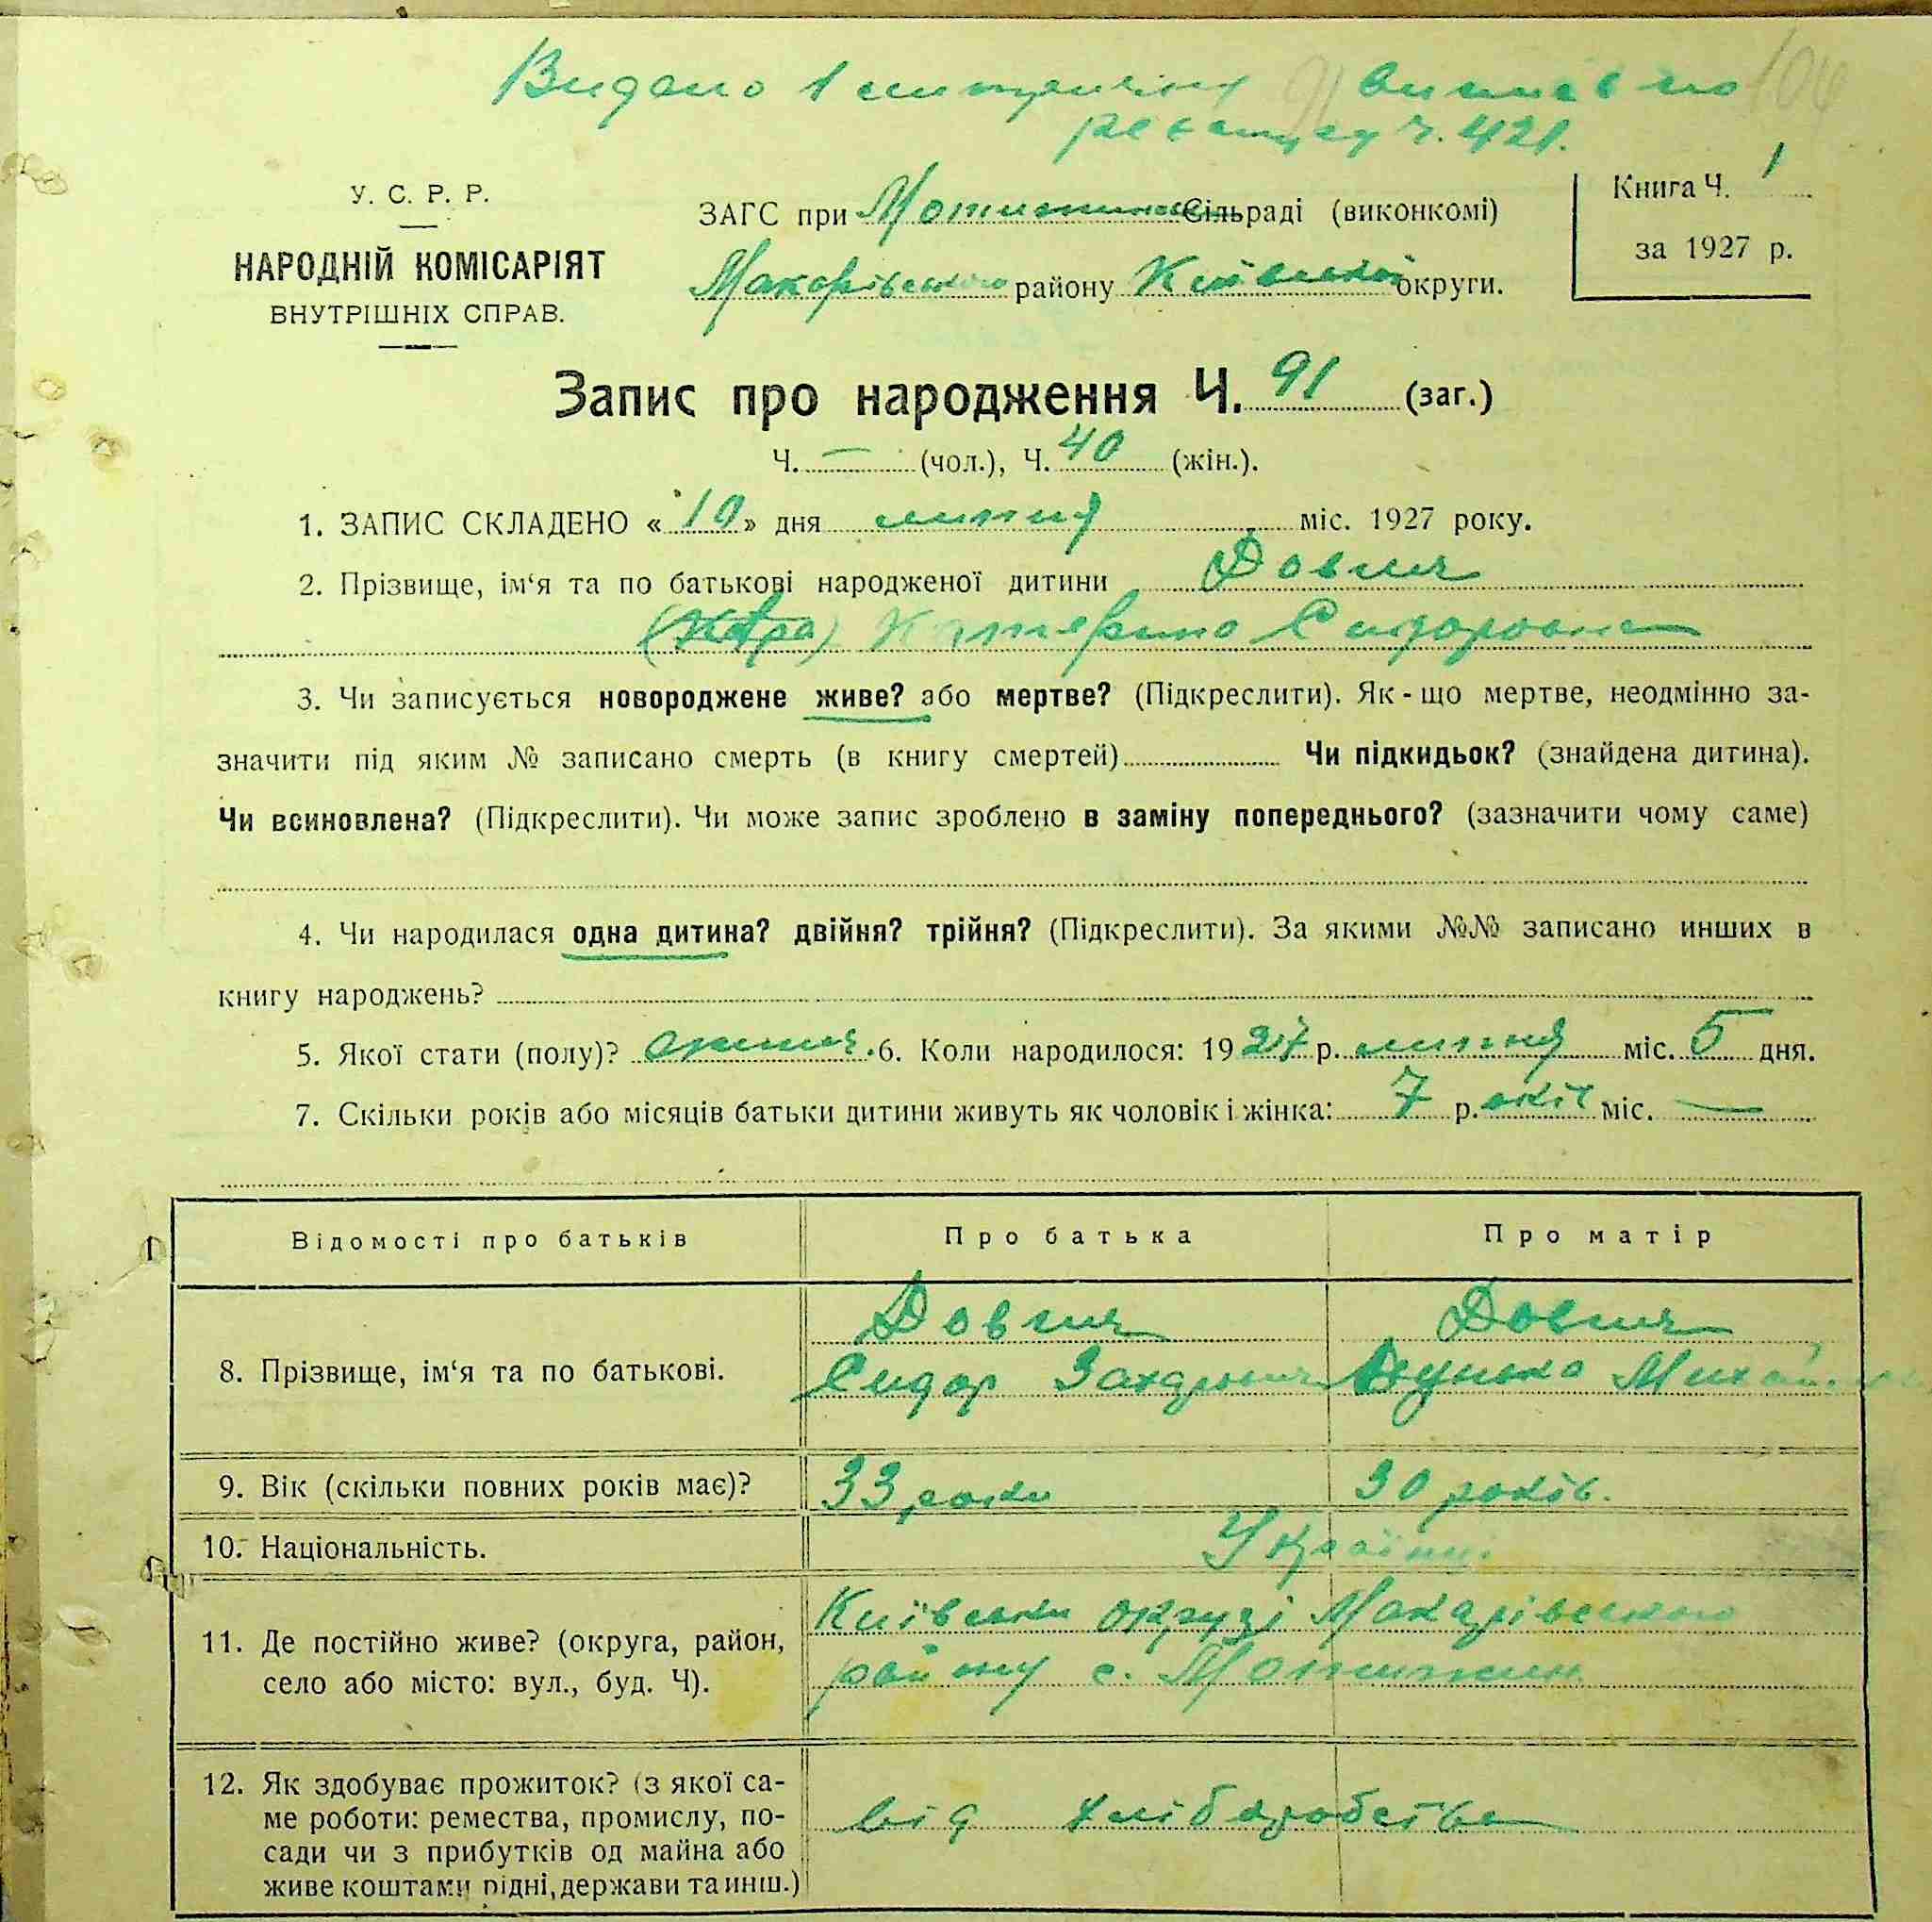 Видано виписъ по
ч. 421.
104
У. С. Р. Р.
НАРОДНІЙ КОМІСАРІЯТ
ВНУТРІШНІХ СПРАВ.
ЗАГС при Мотижинській Сільраді (виконкомі)
Макарівського району Київської округи.
Книга Ч. 1
за 1927 р.
Запис про народження Ч. 91 (заг.)
Ч. — (чол.), Ч. 40 (жін.).
1. ЗАПИС СКЛАДЕНО «10» дня липня міс. 1927 року.
2. Прізвище, ім‘я та по батькові народженої дитини Довгич
Катерина Сидоровна
3. Чи записується новороджене живе? або мертве? (Підкреслити). Як-що мертве, неодмінно за-
значити під яким № записано смерть (в книгу смертей) Чи підкидьок? (знайдена дитина).
Чи всиновлена? (Підкреслити). Чи може запис зроблено в заміну попереднього? (зазначити чому саме)
4. Чи народилася одна дитина? двійня? трійня? (Підкреслити). За якими №№ записано инших в
книгу народжень?
5. Якої стати (полу)? 6. Коли народилося: 1927 р. липня міс. 5 дня.
7. Скільки років або місяців батьки дитини живуть як чоловік і жінка: 7 р.оків міс. —
Відомості про батьків Про батька Про матір
8. Прізвище, ім‘я та по батькові.
Довгич Довгич
Сидор Захарович
9. Вік (скільки повних років має)? 33 роки 30 років.
10. Національність. Українці
11. Де постійно живе? (округа, район,
село або місто: вул., буд. Ч).
Київська округі Макарівського
району с. Мотижин
12. Як здобуває прожиток? (з якої са-
ме роботи: ремества, промислу, по-
сади чи з прибутків од майна або
живе коштами рідні, держави та инш.)
від хліборобства